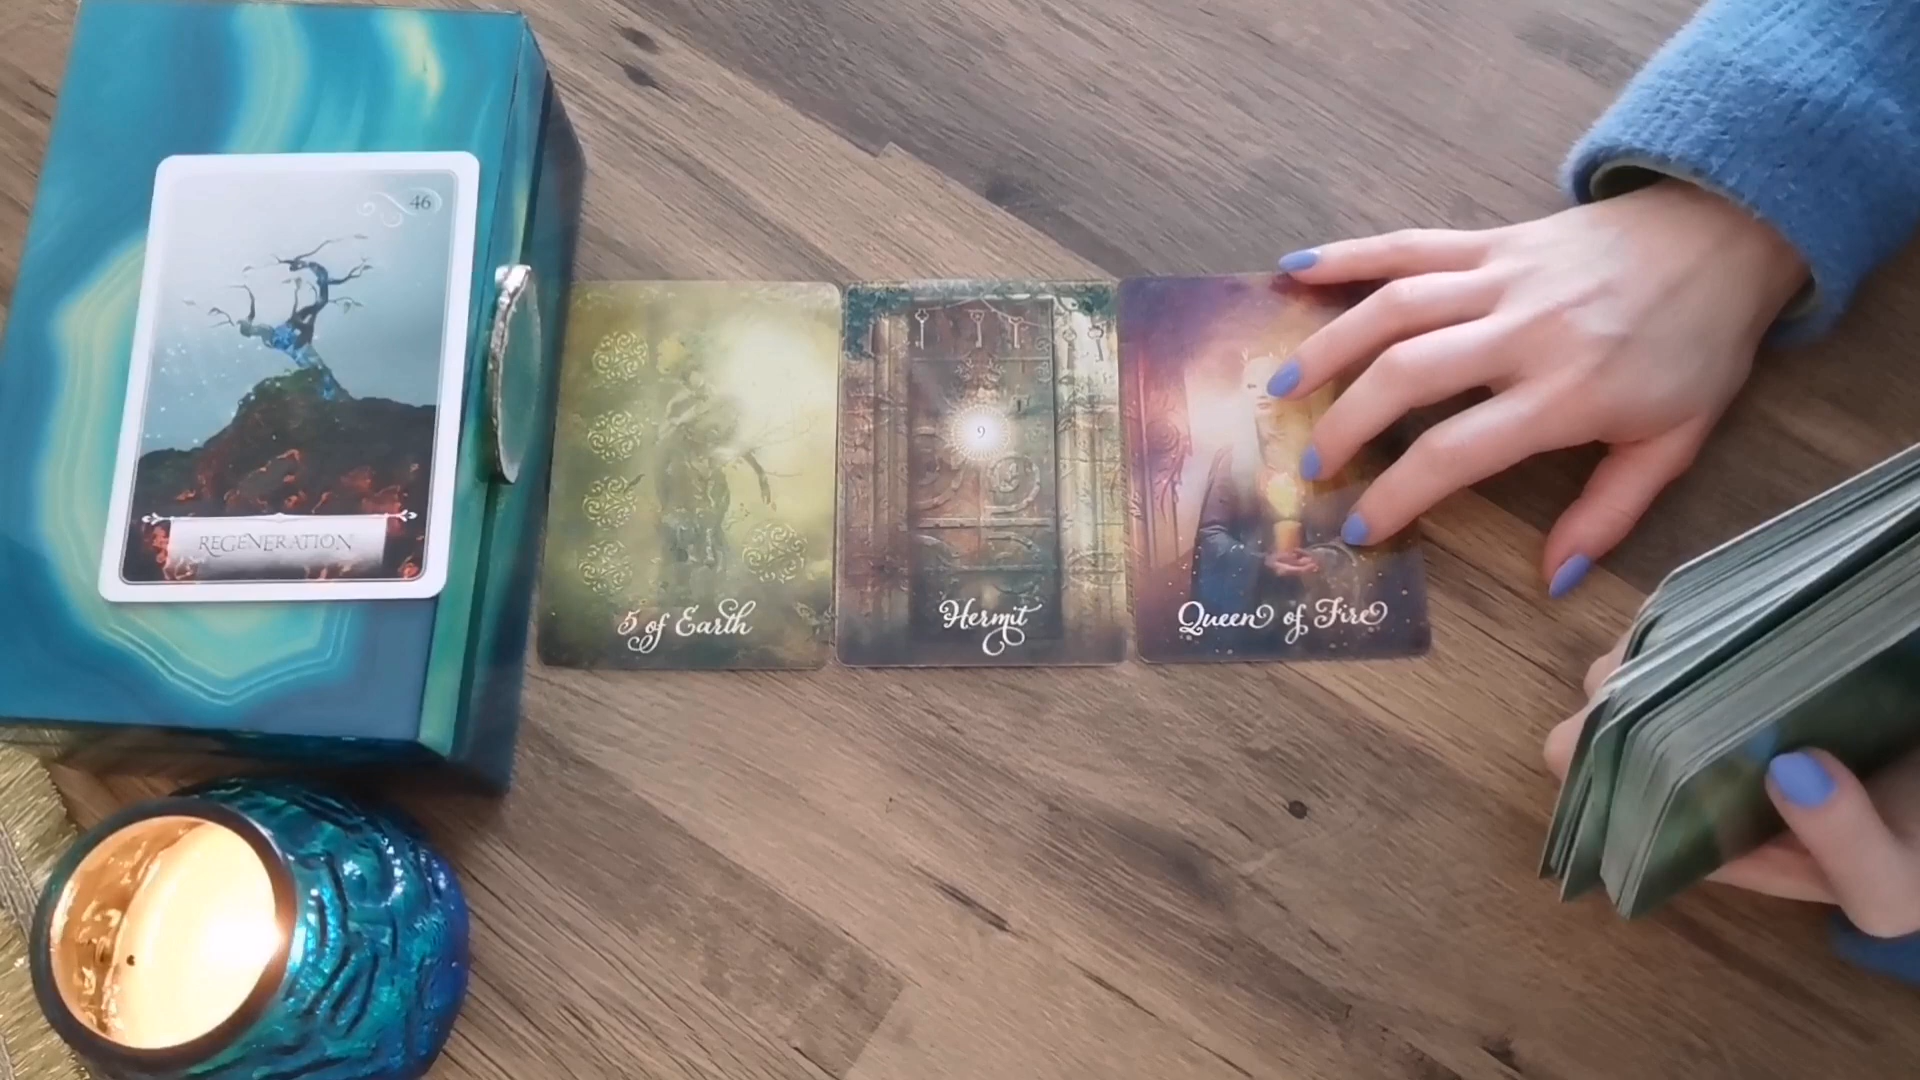 46
REGENERATION
5 of Earth
9
Hermit
Queen of Fire